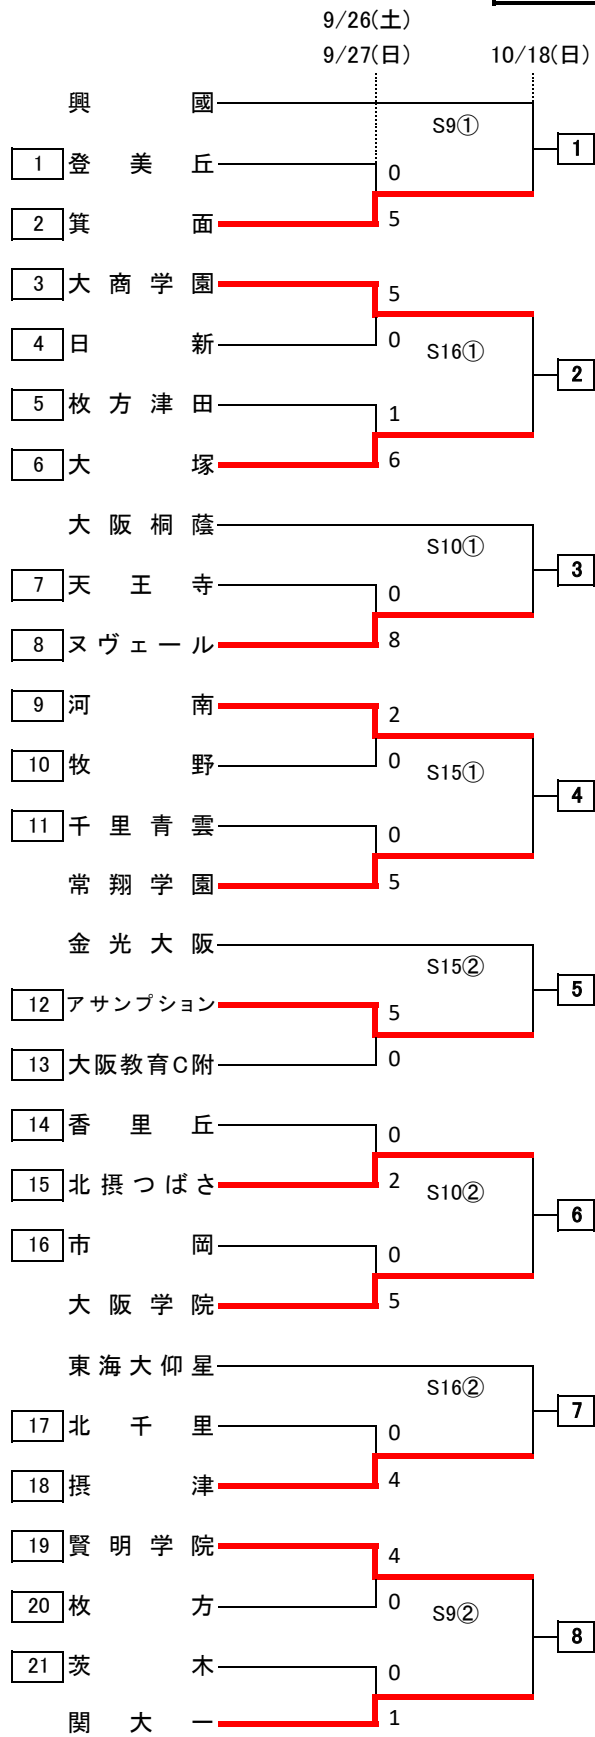 9/26(土)
9/27(日) 10/18(日)
興國
S9① 1
1 登美丘 0
2 箕面 5
3 大商学園 5
4 日新 0
S16① 2
5 枚方津田 1
6 大塚 6
大阪桐蔭
S10① 3
7 天王寺 0
8 ヌヴェール 8
9 河南 2
10 牧野 0
S15① 4
11 千里青雲 0
常翔学園 5
金光大阪
S15② 5
12 アサンプション 5
13 大阪教育C附 0
14 香里丘 0
15 北摂つばさ 2
S10② 6
16 市岡 0
大阪学院 5
東海大仰星
S16② 7
17 北千里 0
18 摂津 4
19 賢明学院 4
20 枚方 0
S9② 8
21 茨木 0
関大一 1